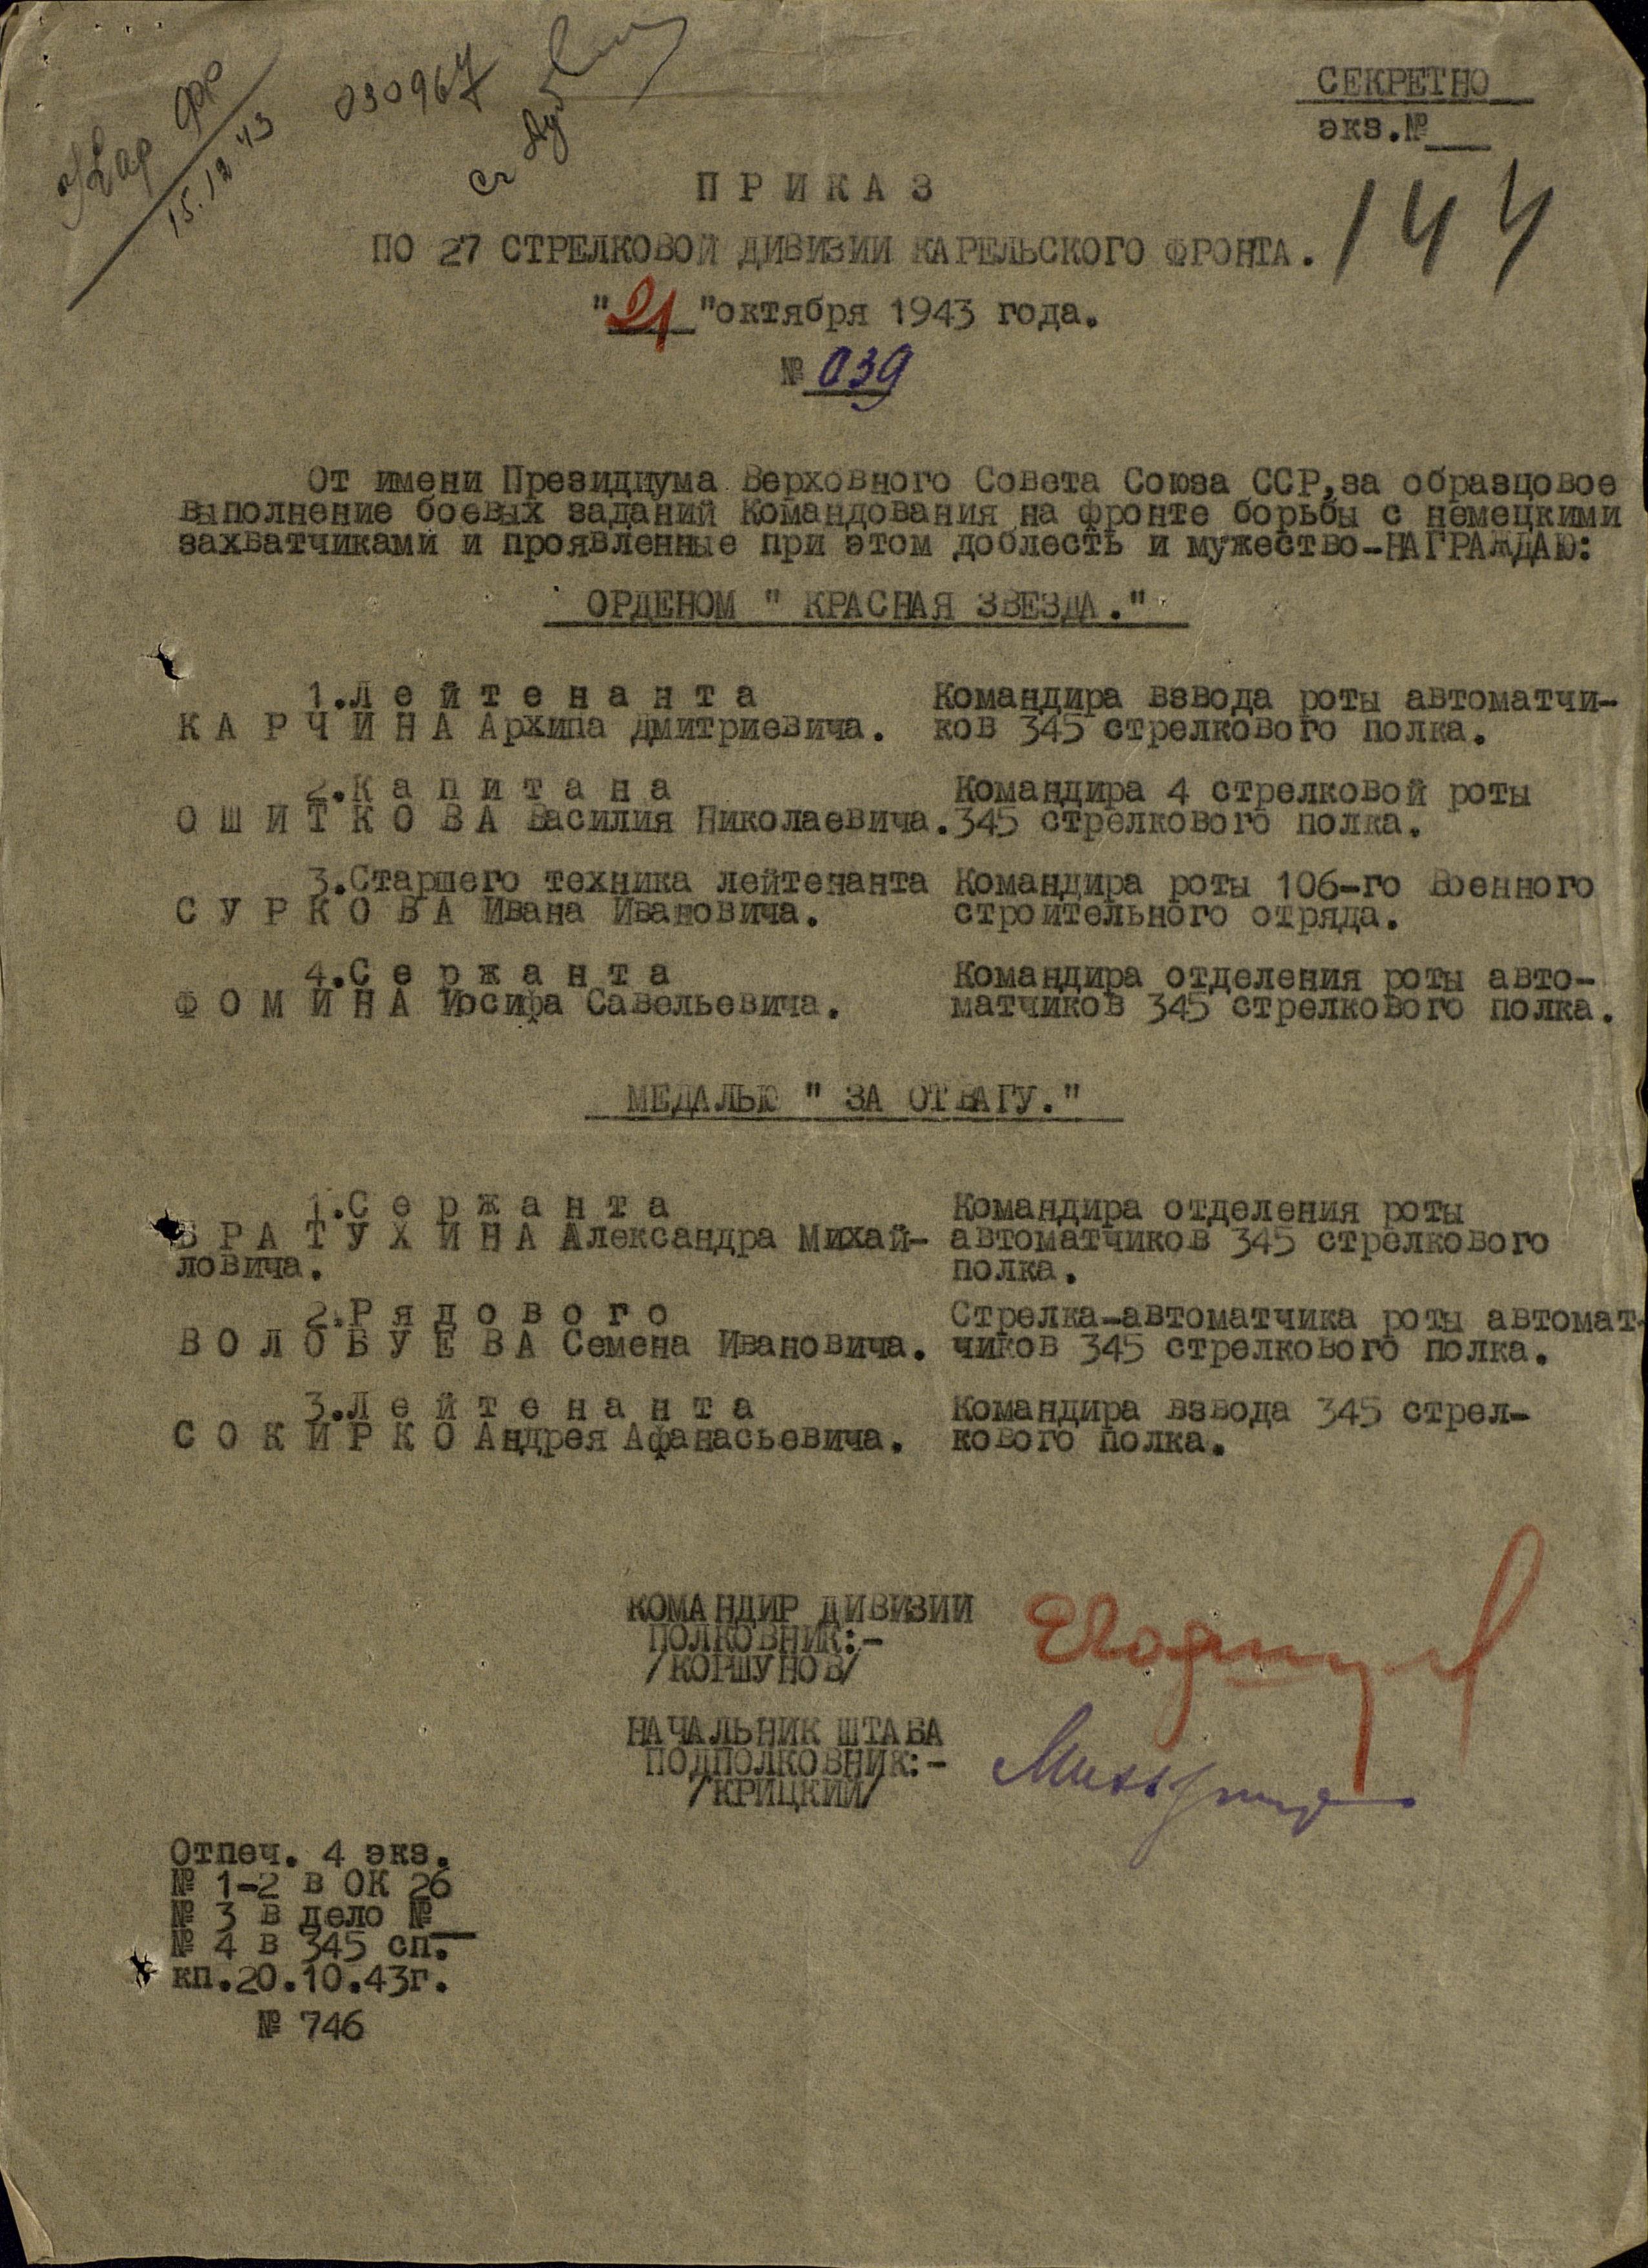 030967
15.12.43
СЕКРЕТНО
экз.№
144
ПРИКАЗ
ПО 27 СТРЕЛКОВОЙ ДИВИЗИИ КАРЕЛЬСКОГО ФРОНТА.
"21"октября 1943 года.
№ 039
От имени Президиума Верховного Совета Союза ССР,за образцовое
выполнение боевых заданий Командования на фронте борьбы с немецкими
захватчиками и проявленные при этом доблесть и мужество-НАГРАЖДАЮ:
ОРДЕНОМ " КРАСНАЯ ЗВЕЗДА."
1.Лейтенанта Командира взвода роты автоматчи-
КАРЧИНА Архипа Дмитриевича. ков 345 стрелкового полка.
2.Капитана Командира 4 стрелковой роты
ОШИТКОВА Василия Николаевича. 345 стрелкового полка.
3.Старшего техника лейтенанта Командира роты 106-го Военного
СУРКОВА Ивана Ивановича. строительного отряда.
4.Сержанта Командира отделения роты авто-
ФОМИНА Иосифа Савельевича. матчиков 345 стрелкового полка.
МЕДАЛЬЮ " ЗА ОТВАГУ."
1.Сержанта Командира отделения роты
ВРАТУХИНА Александра Михай- автоматчиков 345 стрелкового
ловича. полка.
2.Рядового Стрелка-автоматчика роты автомат-
ВОЛОБУЕВА Семена Ивановича. чиков 345 стрелкового полка.
3.Лейтенанта Командира взвода 345 стрел-
СОКИРКО Андрея Афанасьевича. кового полка.
КОМАНДИР ДИВИЗИИ
ПОЛКОВНИК:-
/КОРШУНОВ/
НАЧАЛЬНИК ШТАБА
ПОДПОЛКОВНИК:-
/КРИЦКИЙ/
Отпеч. 4 экз.
№ 1-2 в ОК 26
№ 3 в дело №
№ 4 в 345 сп.
кп.20.10.43г.
№ 746